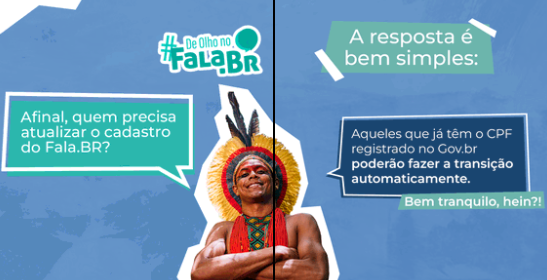 #De Olho no
Fala.BR
Afinal, quem precisa
atualizar o cadastro
do Fala.BR?
A resposta é
bem simples:
Aqueles que já têm o CPF
registrado no Gov.br
poderão fazer a transição
automaticamente.
Bem tranquilo, hein?!